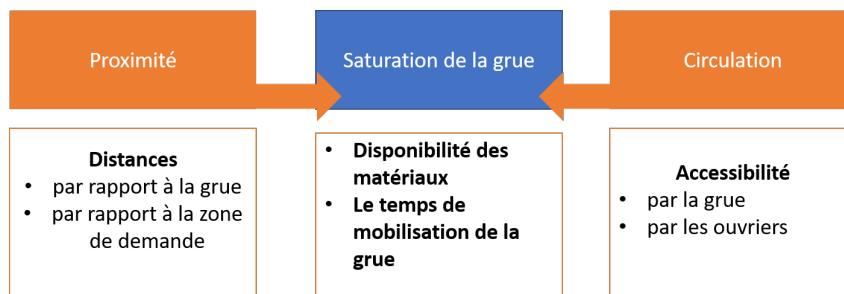 Proximité
Saturation de la grue
Circulation
Distances
• par rapport à la grue
• par rapport à la zone
de demande
• Disponibilité des
matériaux
• Le temps de
mobilisation de la
grue
Accessibilité
• par la grue
• par les ouvriers